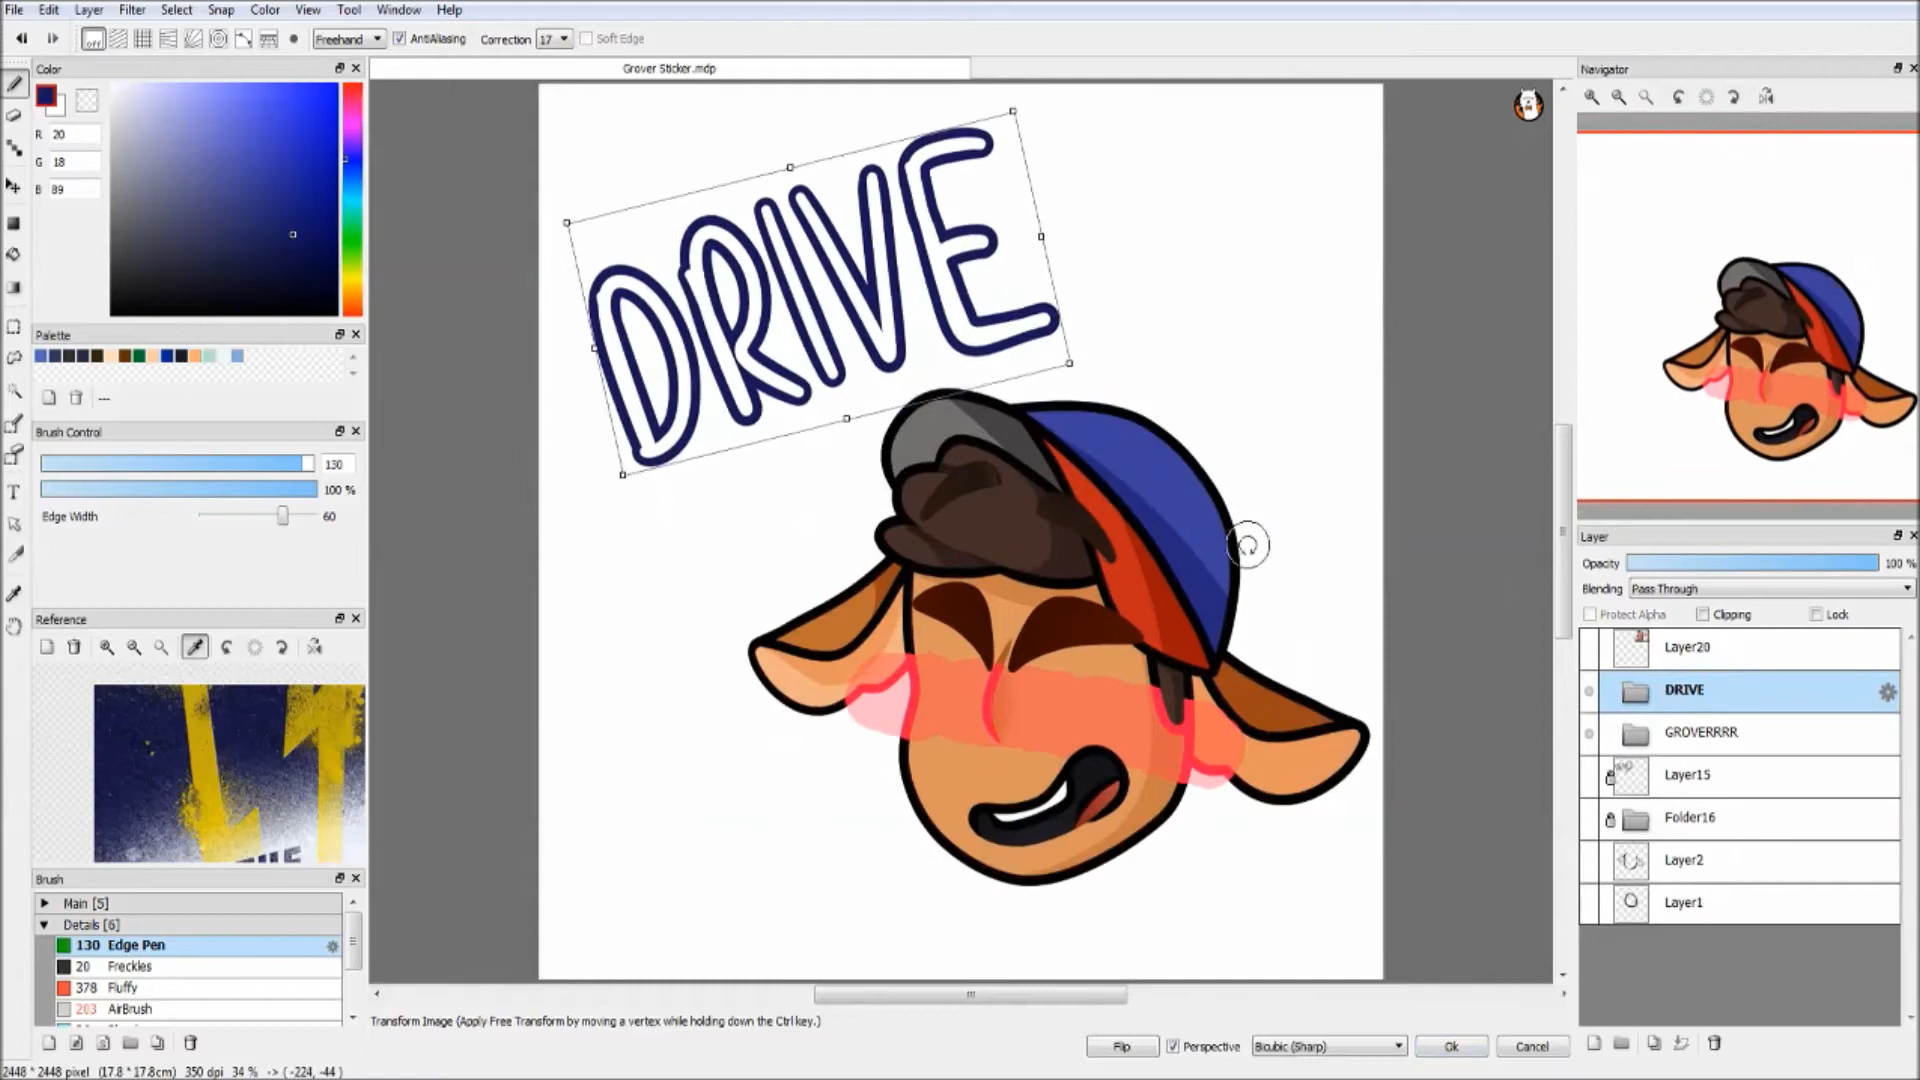 File Edit Layer Filter Select Snap Color View Tool Window Help
off Freehand AntiAliasing Correction 17 Soft Edge
Color
R 20
G 18
B 89
Palette
---
Brush Control
130
100 %
Edge Width 60
Reference
Brush
Main [5]
Details [6]
130 Edge Pen
20 Freckles
378 Fluffy
203 AirBrush
2448 * 2448 pixel (17.8 * 17.8cm) 350 dpi 34 % -> ( -224, -44 )
Grover Sticker.mdp
DRIVE
Transform Image (Apply Free Transform by moving a vertex while holding down the Ctrl key.)
Flip Perspective Bicubic (Sharp) Ok Cancel
Navigator
Layer
Opacity 100 %
Blending Pass Through
Protect Alpha Clipping Lock
Layer20
DRIVE
GROVERRRR
Layer15
Folder16
Layer2
Layer1